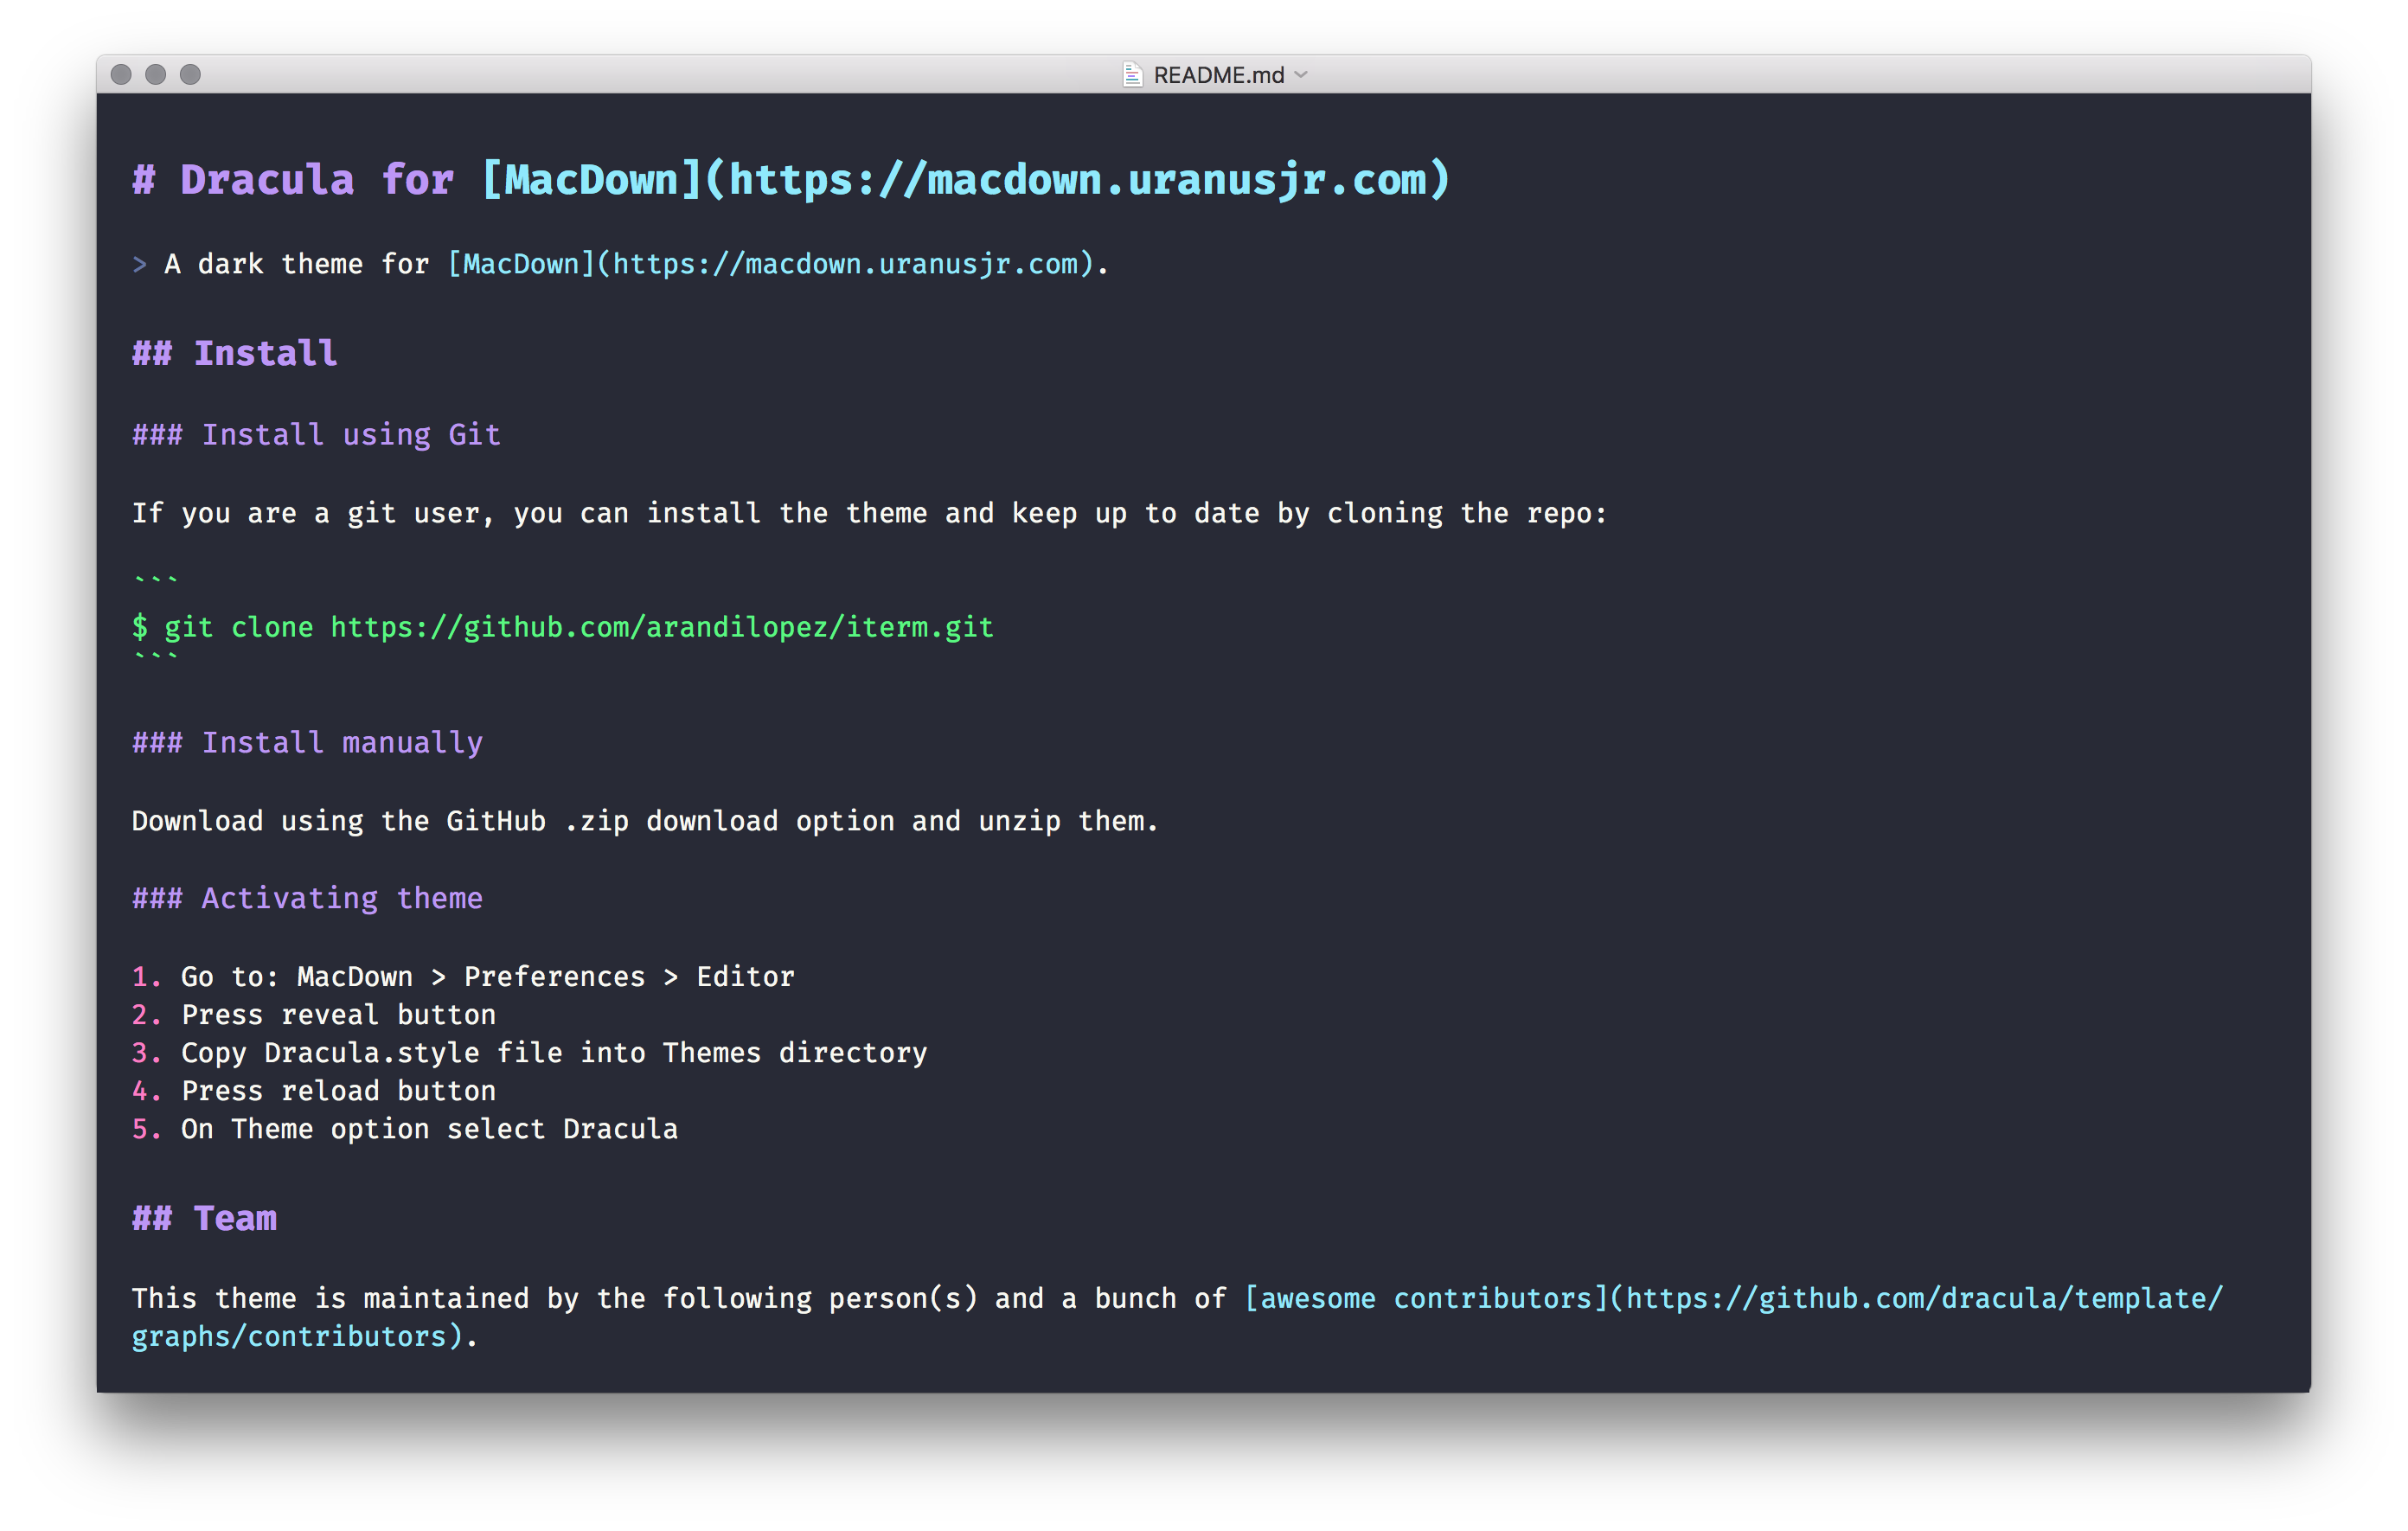 README.md
# Dracula for [MacDown](https://macdown.uranusjr.com)
> A dark theme for [MacDown](https://macdown.uranusjr.com).
## Install
### Install using Git
If you are a git user, you can install the theme and keep up to date by cloning the repo:
```
$ git clone https://github.com/arandilopez/iterm.git
```
### Install manually
Download using the GitHub .zip download option and unzip them.
### Activating theme
1. Go to: MacDown > Preferences > Editor
2. Press reveal button
3. Copy Dracula.style file into Themes directory
4. Press reload button
5. On Theme option select Dracula
## Team
This theme is maintained by the following person(s) and a bunch of [awesome contributors](https://github.com/dracula/template/
graphs/contributors).